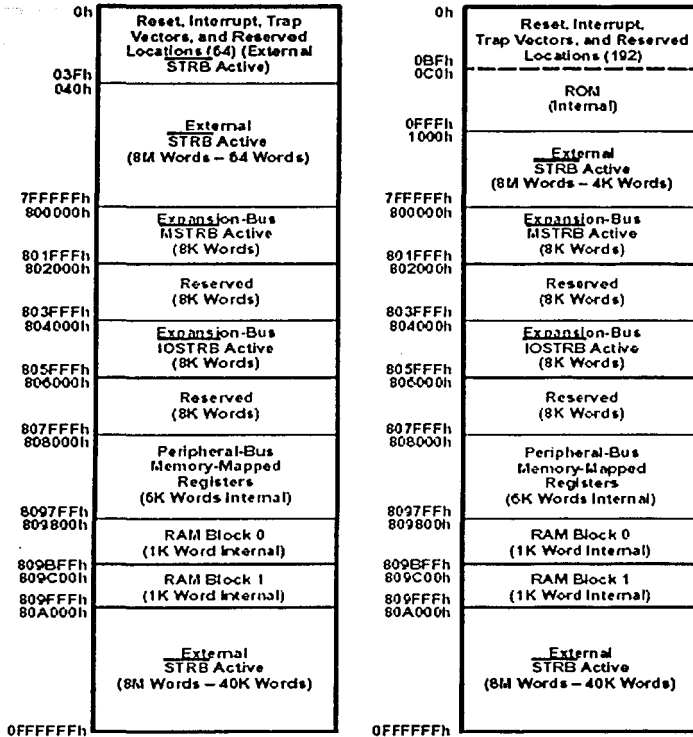 0h
Reset, Interrupt, Trap
Vectors, and Reserved
Locations (64) (External
STRB Active)
03Fh
040h
External
STRB Active
(8M Words – 64 Words)
7FFFFFh
800000h
Expansion-Bus
MSTRB Active
(8K Words)
801FFFh
802000h
Reserved
(8K Words)
803FFFh
804000h
Expansion-Bus
IOSTRB Active
(8K Words)
805FFFh
806000h
Reserved
(8K Words)
807FFFh
808000h
Peripheral-Bus
Memory-Mapped
Registers
(6K Words Internal)
8097FFh
809800h
RAM Block 0
(1K Word Internal)
809BFFh
809C00h
RAM Block 1
(1K Word Internal)
809FFFh
80A000h
External
STRB Active
(8M Words – 40K Words)
0FFFFFFh
0h
Reset, Interrupt,
Trap Vectors, and Reserved
Locations (192)
0BFh
0C0h
ROM
(Internal)
0FFFh
1000h
External
STRB Active
(8M Words – 4K Words)
7FFFFFh
800000h
Expansion-Bus
MSTRB Active
(8K Words)
801FFFh
802000h
Reserved
(8K Words)
803FFFh
804000h
Expansion-Bus
IOSTRB Active
(8K Words)
805FFFh
806000h
Reserved
(8K Words)
807FFFh
808000h
Peripheral-Bus
Memory-Mapped
Registers
(6K Words Internal)
8097FFh
809800h
RAM Block 0
(1K Word Internal)
809BFFh
809C00h
RAM Block 1
(1K Word Internal)
809FFFh
80A000h
External
STRB Active
(8M Words – 40K Words)
0FFFFFFh